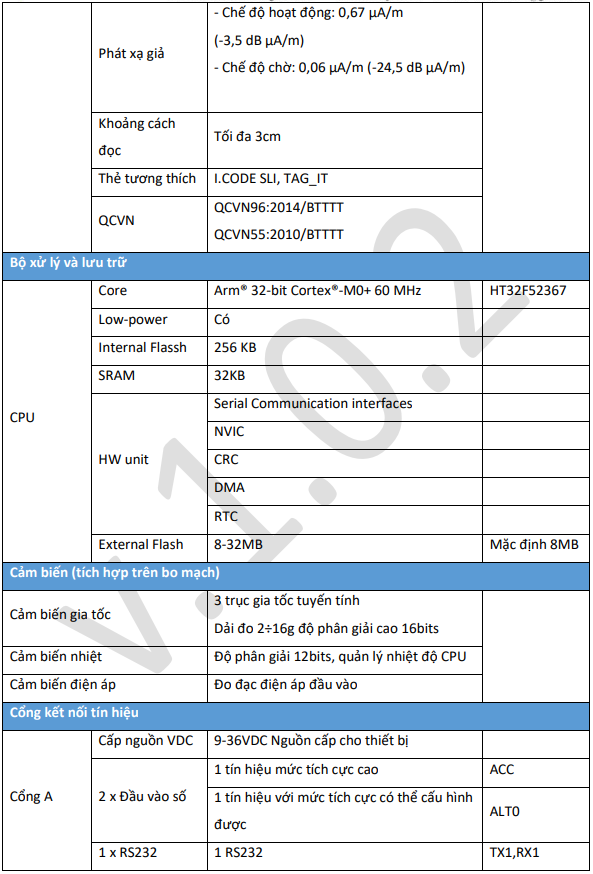 - Chế độ hoạt động: 0,67 µA/m
Phát xạ giả
(-3,5 dB µA/m)
- Chế độ chờ: 0,06 µA/m (-24,5 dB µA/m)
Khoảng cách
đọc
Tối đa 3cm
Thẻ tương thích
I.CODE SLI, TAG_IT
QCVN
QCVN96:2014/BTTTT
QCVN55:2010/BTTTT
Bộ xử lý và lưu trữ
CPU
Core
Arm® 32-bit Cortex®-M0+ 60 MHz
HT32F52367
Low-power
Có
Internal Flassh
256 KB
SRAM
32KB
HW unit
Serial Communication interfaces
NVIC
CRC
DMA
RTC
External Flash
8-32MB
Mặc định 8MB
Cảm biến (tích hợp trên bo mạch)
Cảm biến gia tốc
3 trục gia tốc tuyến tính
Dải đo 2÷16g độ phân giải cao 16bits
Cảm biến nhiệt
Độ phân giải 12bits, quản lý nhiệt độ CPU
Cảm biến điện áp
Đo đạc điện áp đầu vào
Cổng kết nối tín hiệu
Cổng A
Cấp nguồn VDC
9-36VDC Nguồn cấp cho thiết bị
2 x Đầu vào số
1 tín hiệu mức tích cực cao
ACC
1 tín hiệu với mức tích cực có thể cấu hình
được
ALT0
1 x RS232
1 RS232
TX1,RX1
v.1.0.2